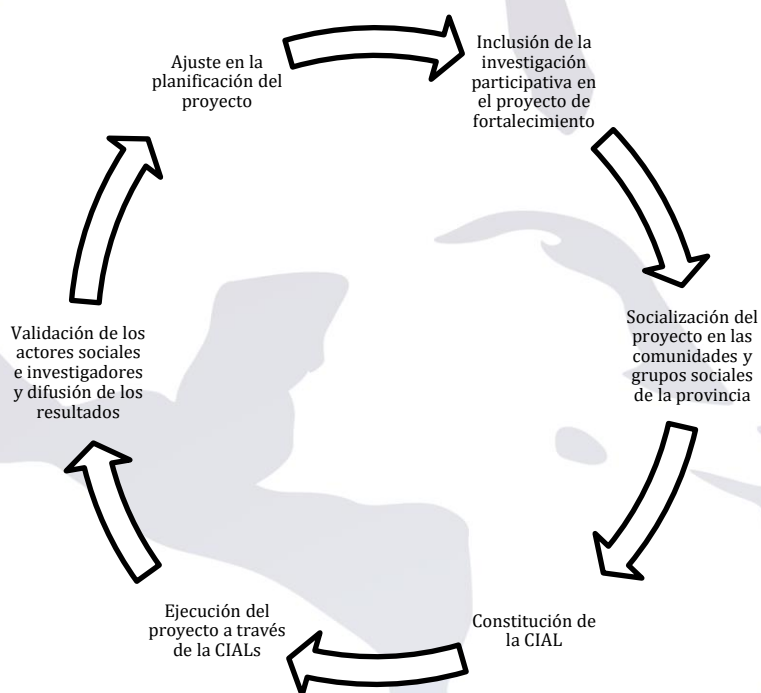 Ajuste en la
planificación del
proyecto
Inclusión de la
investigación
participativa en
el proyecto de
fortalecimiento
Socialización del
proyecto en las
comunidades y
grupos sociales
de la provincia
Constitución de
la CIAL
Ejecución del
proyecto a través
de la CIALs
Validación de los
actores sociales
e investigadores
y difusión de los
resultados